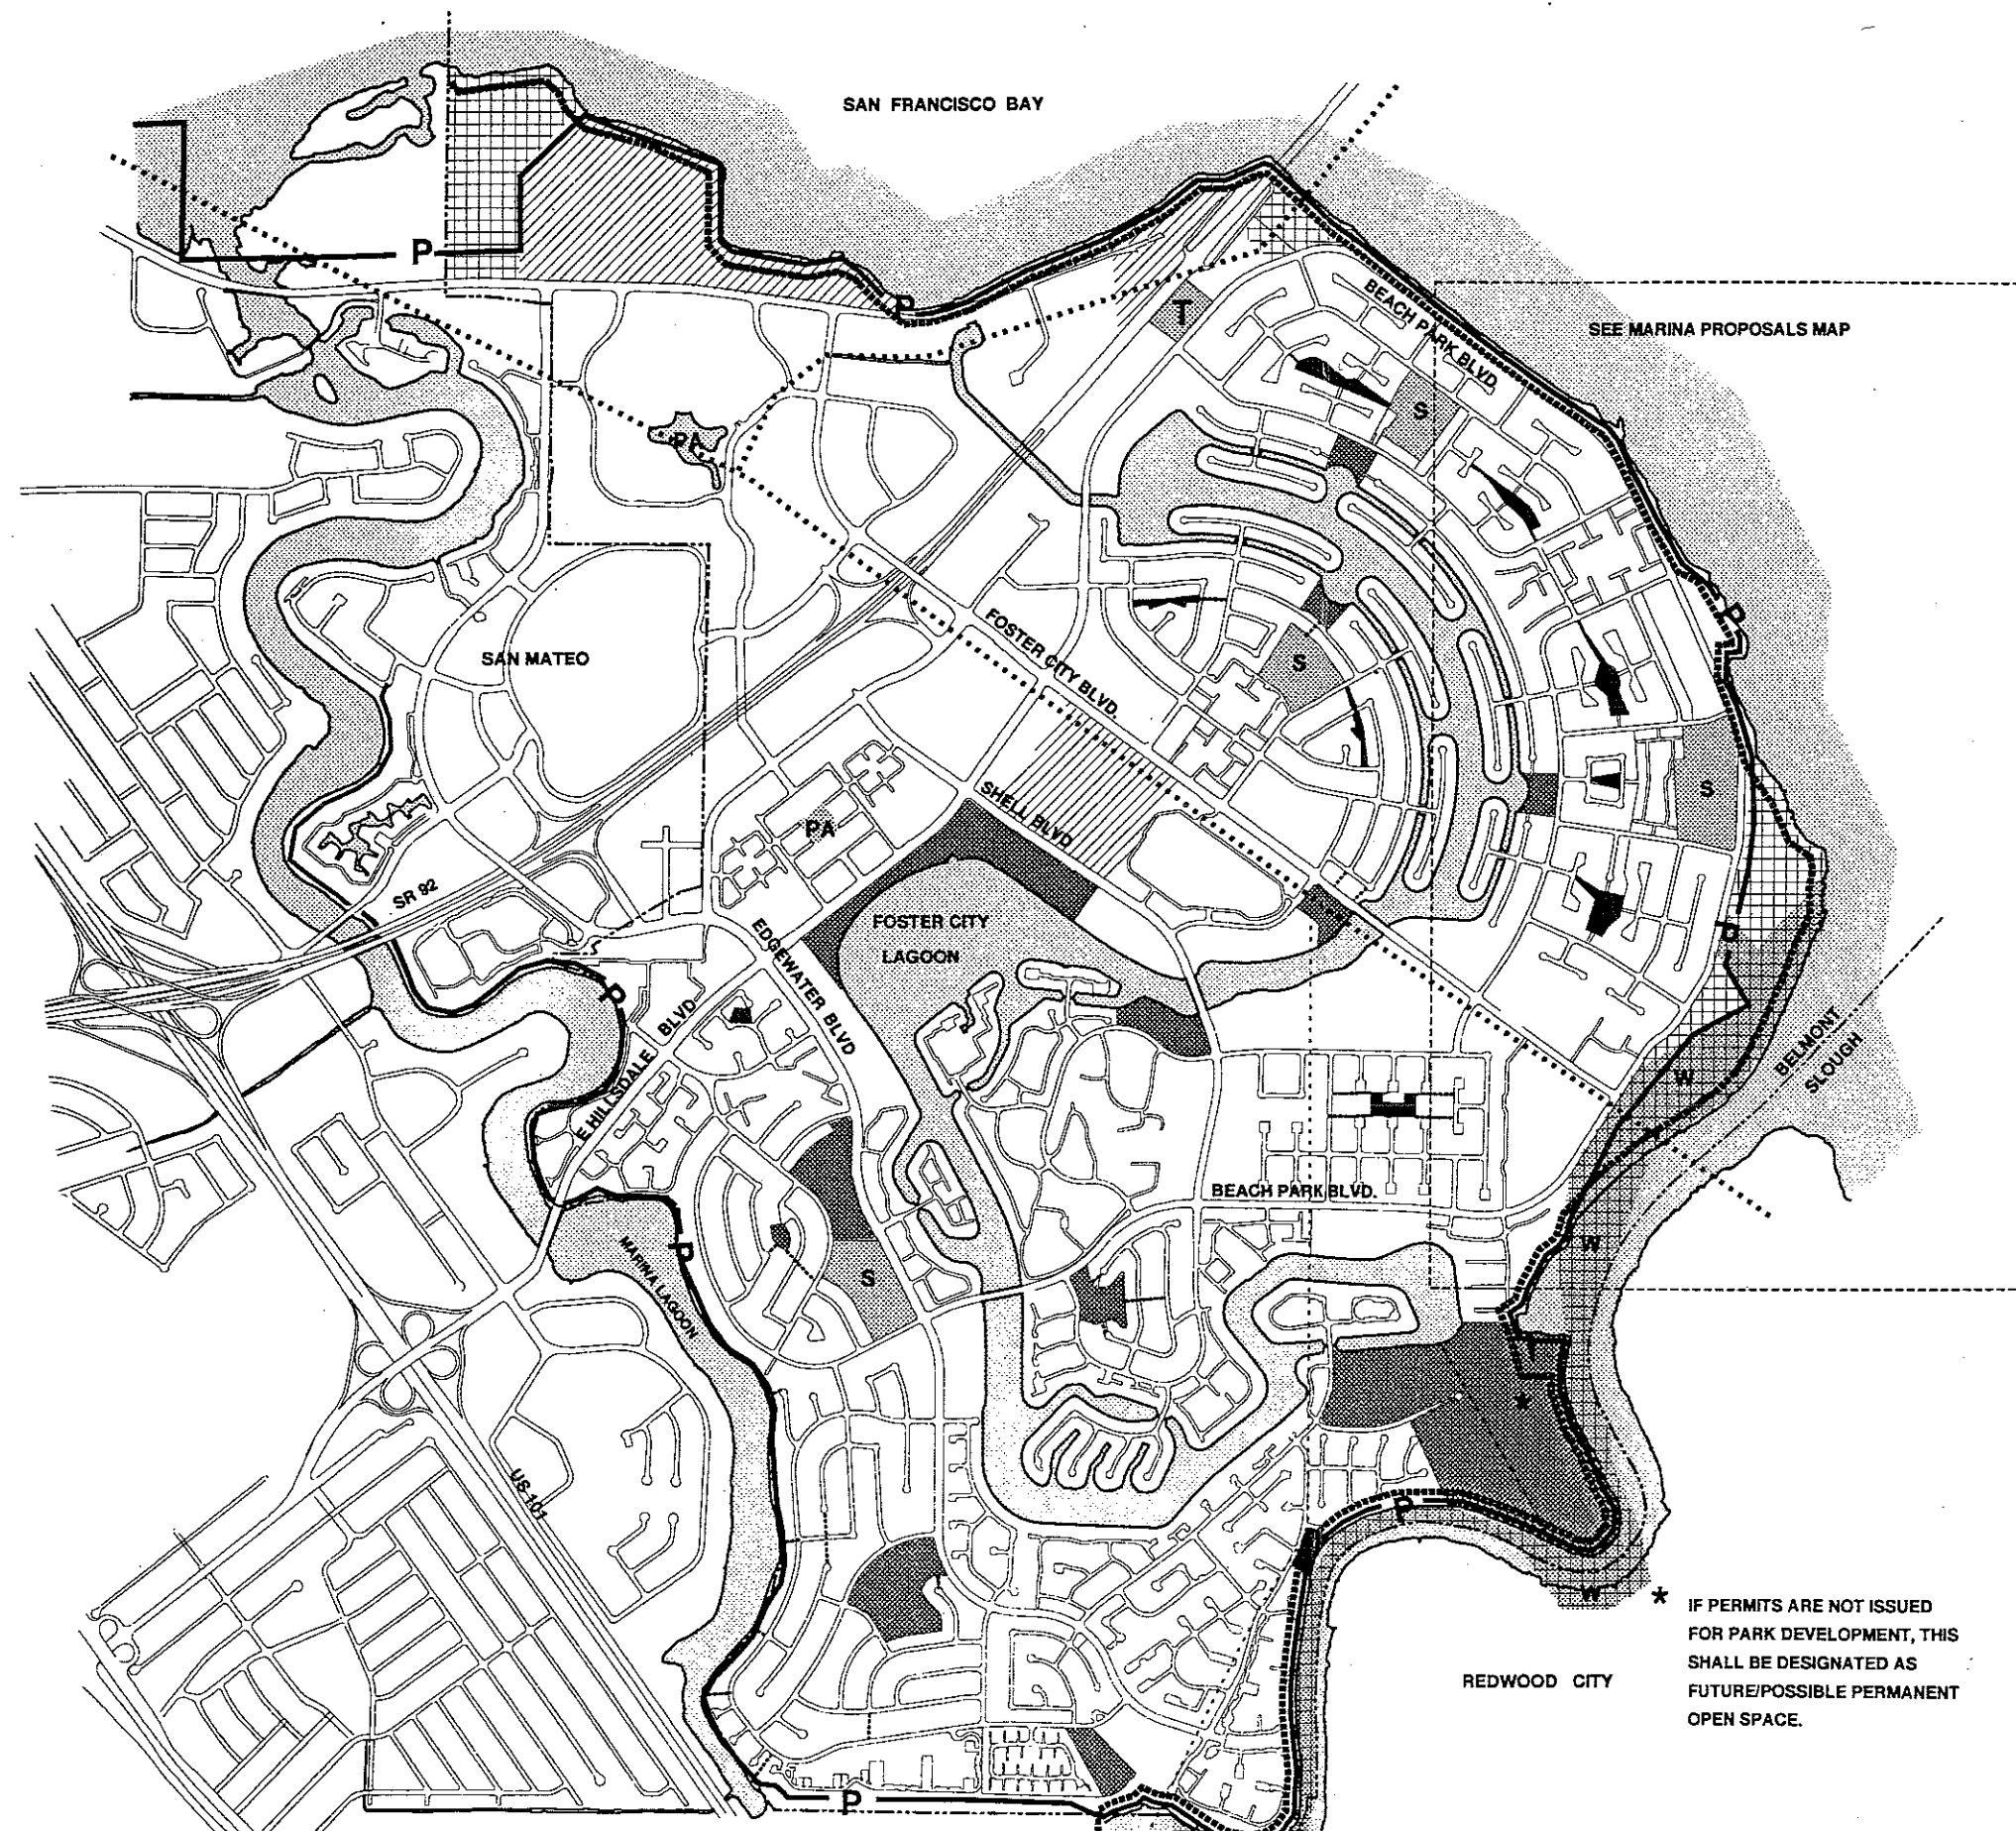 SAN FRANCISCO BAY
P
P
T
BEACH PARK BLVD.
SEE MARINA PROPOSALS MAP
S
PA
P
FOSTER CITY BLVD.
SAN MATEO
S
S
SHELL BLVD
PA
SR 92
FOSTER CITY
LAGOON
EDGEWATER BLVD
P
P
E HILLSDALE BLVD
BELMONT
SLOUGH
W
BEACH PARK BLVD.
MARINA LAGOON
P
W
S
T
*
US 101
P
W
* IF PERMITS ARE NOT ISSUED
FOR PARK DEVELOPMENT, THIS
SHALL BE DESIGNATED AS
FUTURE/POSSIBLE PERMANENT
OPEN SPACE.
REDWOOD CITY
P